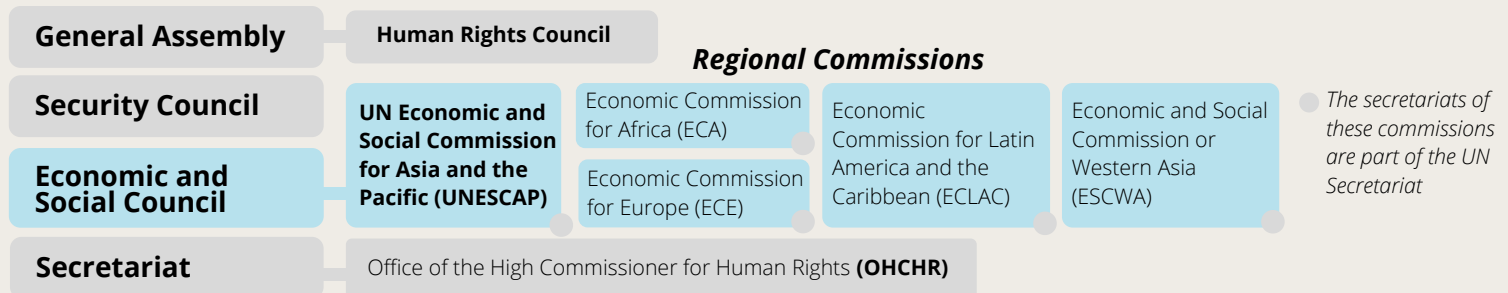 General Assembly
Human Rights Council
Regional Commissions
Security Council
Economic and
Social Council
UN Economic and
Social Commission
for Asia and the
Pacific (UNESCAP)
Economic Commission
for Africa (ECA)
Economic Commission
for Europe (ECE)
Economic
Commission for Latin
America and the
Caribbean (ECLAC)
Economic and Social
Commission or
Western Asia
(ESCWA)
The secretariats of
these commissions
are part of the UN
Secretariat
Secretariat
Office of the High Commissioner for Human Rights (OHCHR)